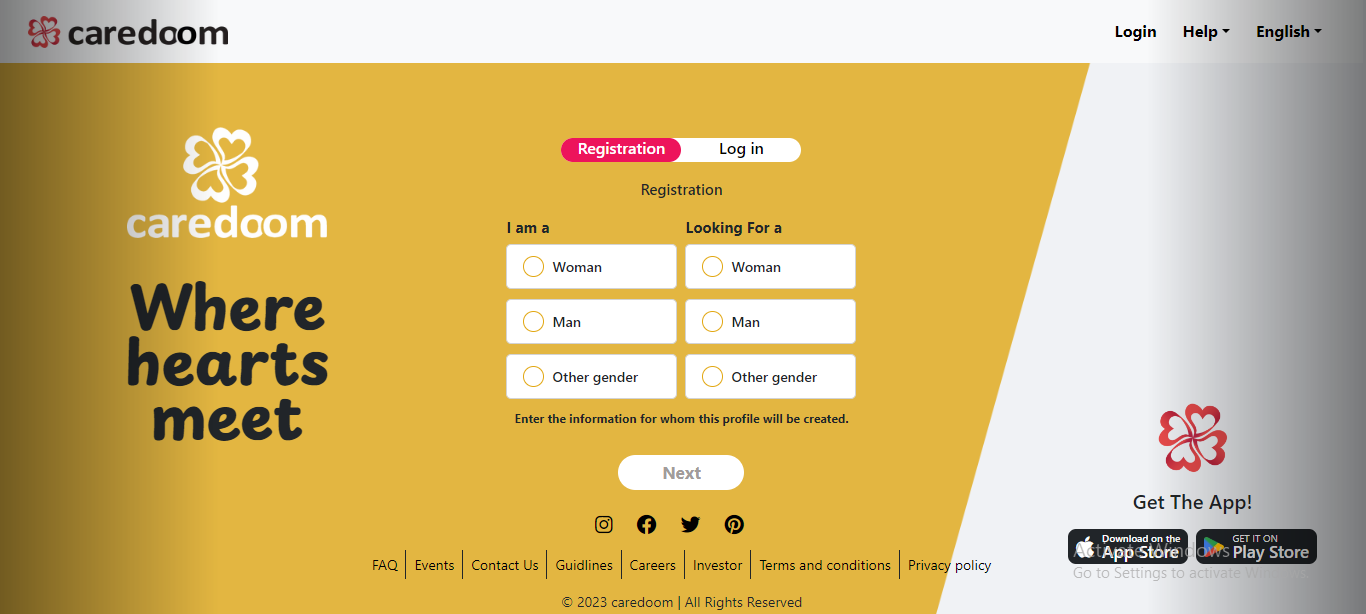 caredoom
Login Help English
caredoom
Where
hearts
meet
Registration Log in
Registration
I am a Looking For a
Woman Woman
Man Man
Other gender Other gender
Enter the information for whom this profile will be created.
Next
Get The App!
Download on the
App Store
GET IT ON
Play Store
Activate Windows
Go to Settings to activate Windows.
FAQ Events Contact Us Guidlines Careers Investor Terms and conditions Privacy policy
© 2023 caredoom | All Rights Reserved